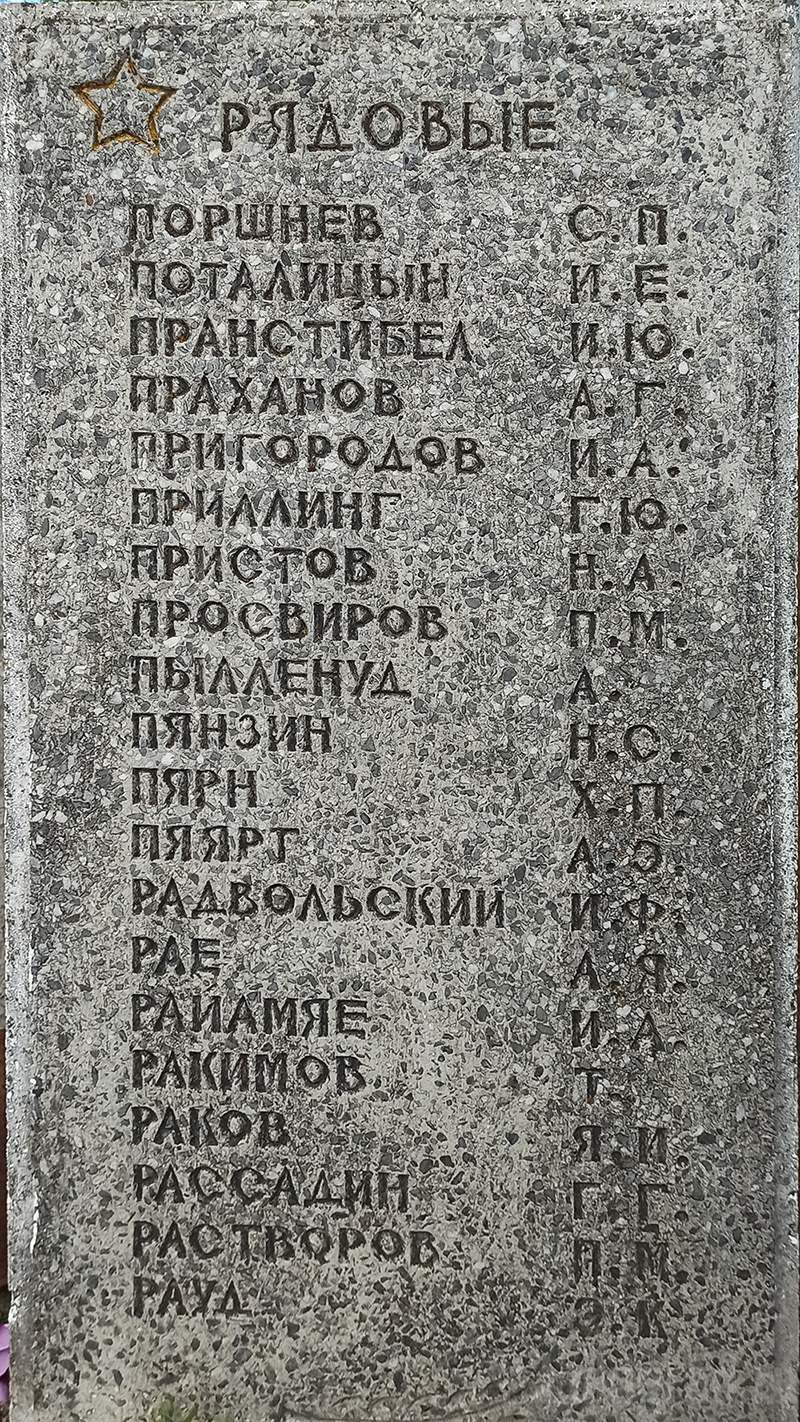 РЯДОВЫЕ
ПОРШНЕВ С.П.
ПОТАЛИЦЫН И.Е.
ПРАНСТИБЕЛ И.Ю.
ПРАХАНОВ А.Г.
ПРИГОРОДОВ И.А.
ПРИЛЛИНГ Г.Ю.
ПРИСТОВ Н.А.
ПРОСВИРОВ П.М.
ПЫЛЛЕНУД А.
ПЯНЗИН Н.С.
ПЯРН Х.П.
ПЯЯРТ А.Э.
РАДВОЛЬСКИЙ И.Ф.
РАЕ А.Я.
РАЙАМЯЕ И.А.
РАКИМОВ Т.
РАКОВ Я.И.
РАССАДИН Г.Г.
РАСТВОРОВ П.М.
РАУД Э.К